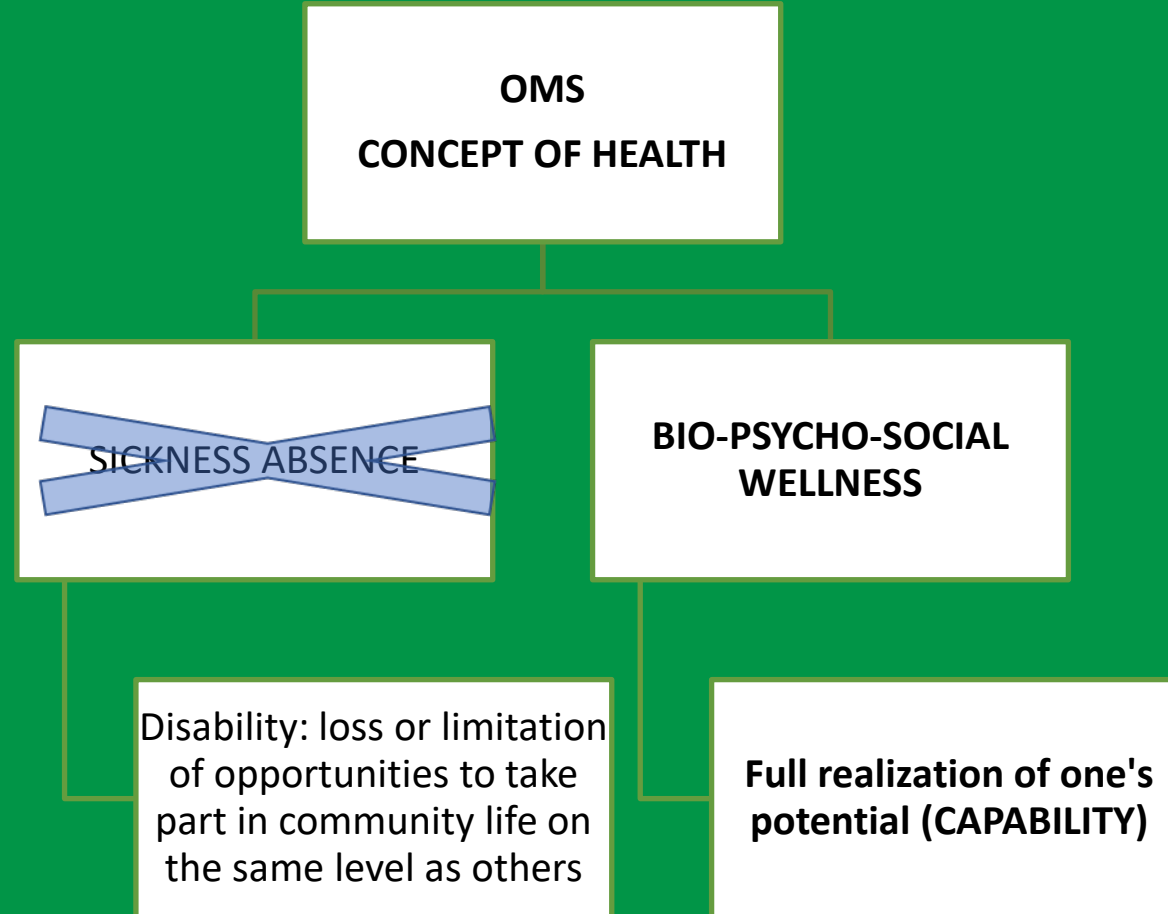 OMS
CONCEPT OF HEALTH
SICKNESS ABSENCE
BIO-PSYCHO-SOCIAL
WELLNESS
Disability: loss or limitation
of opportunities to take
part in community life on
the same level as others
Full realization of one's
potential (CAPABILITY)